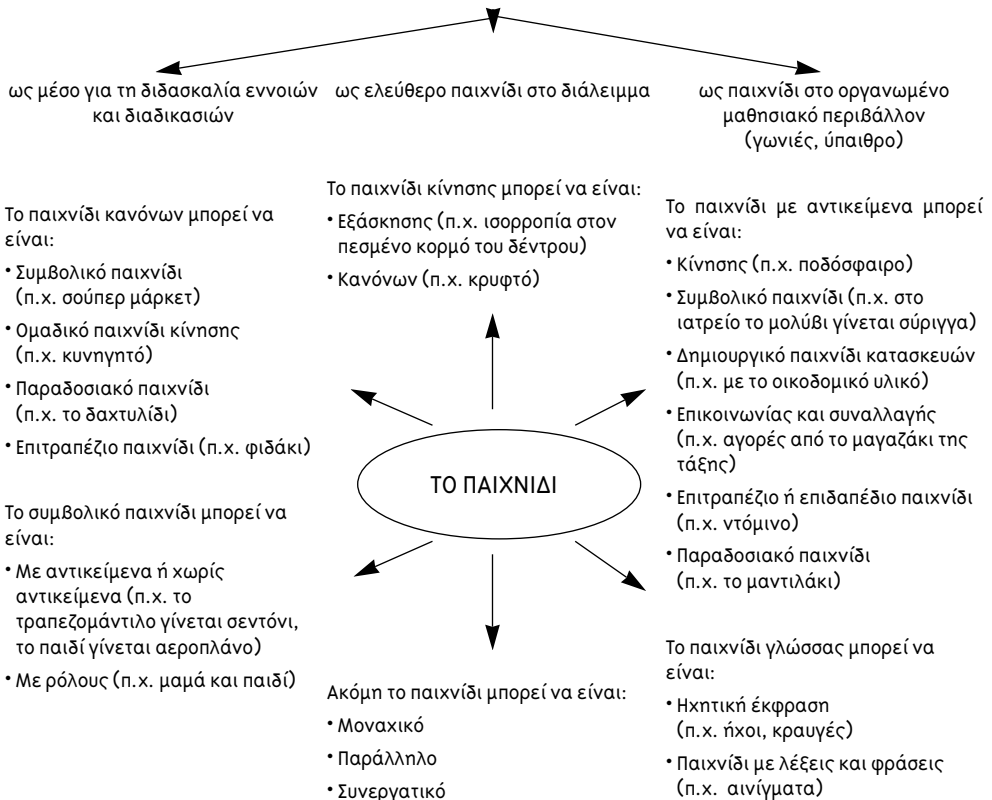 ως μέσο για τη διδασκαλία εννοιών
και διαδικασιών
ως ελεύθερο παιχνίδι στο διάλειμμα
ως παιχνίδι στο οργανωμένο
μαθησιακό περιβάλλον
(γωνιές, ύπαιθρο)
Το παιχνίδι κανόνων μπορεί να
είναι:
• Συμβολικό παιχνίδι
(π.χ. σούπερ μάρκετ)
• Ομαδικό παιχνίδι κίνησης
(π.χ. κυνηγητό)
• Παραδοσιακό παιχνίδι
(π.χ. το δαχτυλίδι)
• Επιτραπέζιο παιχνίδι (π.χ. φιδάκι)
Το παιχνίδι κίνησης μπορεί να είναι:
• Εξάσκησης (π.χ. ισορροπία στον
πεσμένο κορμό του δέντρου)
• Κανόνων (π.χ. κρυφτό)
Το παιχνίδι με αντικείμενα μπορεί
να είναι:
• Κίνησης (π.χ. ποδόσφαιρο)
• Συμβολικό παιχνίδι (π.χ. στο
ιατρείο το μολύβι γίνεται σύριγγα)
• Δημιουργικό παιχνίδι κατασκευών
(π.χ. με το οικοδομικό υλικό)
• Επικοινωνίας και συναλλαγής
(π.χ. αγορές από το μαγαζάκι της
τάξης)
• Επιτραπέζιο ή επιδαπέδιο παιχνίδι
(π.χ. ντόμινο)
• Παραδοσιακό παιχνίδι
(π.χ. το μαντιλάκι)
ΤΟ ΠΑΙΧΝΙΔΙ
Το συμβολικό παιχνίδι μπορεί να
είναι:
• Με αντικείμενα ή χωρίς
αντικείμενα (π.χ. το
τραπεζομάντιλο γίνεται σεντόνι,
το παιδί γίνεται αεροπλάνο)
• Με ρόλους (π.χ. μαμά και παιδί)
Ακόμη το παιχνίδι μπορεί να είναι:
• Μοναχικό
• Παράλληλο
• Συνεργατικό
Το παιχνίδι γλώσσας μπορεί να
είναι:
• Ηχητική έκφραση
(π.χ. ήχοι, κραυγές)
• Παιχνίδι με λέξεις και φράσεις
(π.χ. αινίγματα)